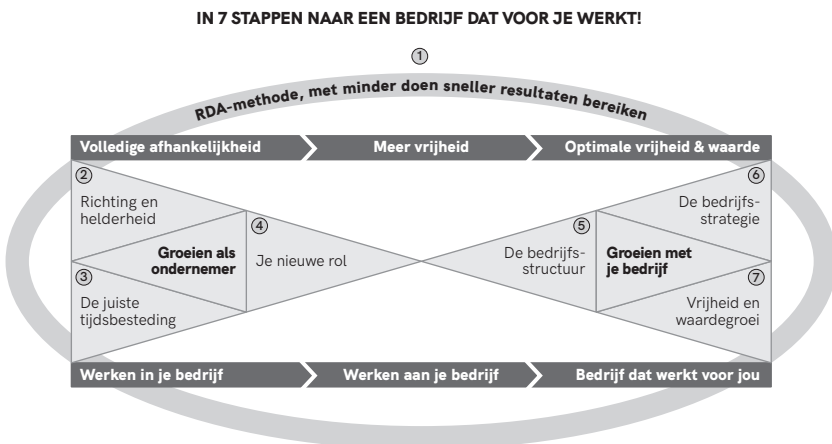 IN 7 STAPPEN NAAR EEN BEDRIJF DAT VOOR JE WERKT!
1
RDA-methode, met minder doen sneller resultaten bereiken
Volledige afhankelijkheid
Meer vrijheid
Optimale vrijheid & waarde
2
Richting en
helderheid
3
De juiste
tijdsbesteding
Groeien als
ondernemer
4
Je nieuwe rol
5
De bedrijfs-
structuur
Groeien met
je bedrijf
6
De bedrijfs-
strategie
7
Vrijheid en
waardegroei
Werken in je bedrijf
Werken aan je bedrijf
Bedrijf dat werkt voor jou